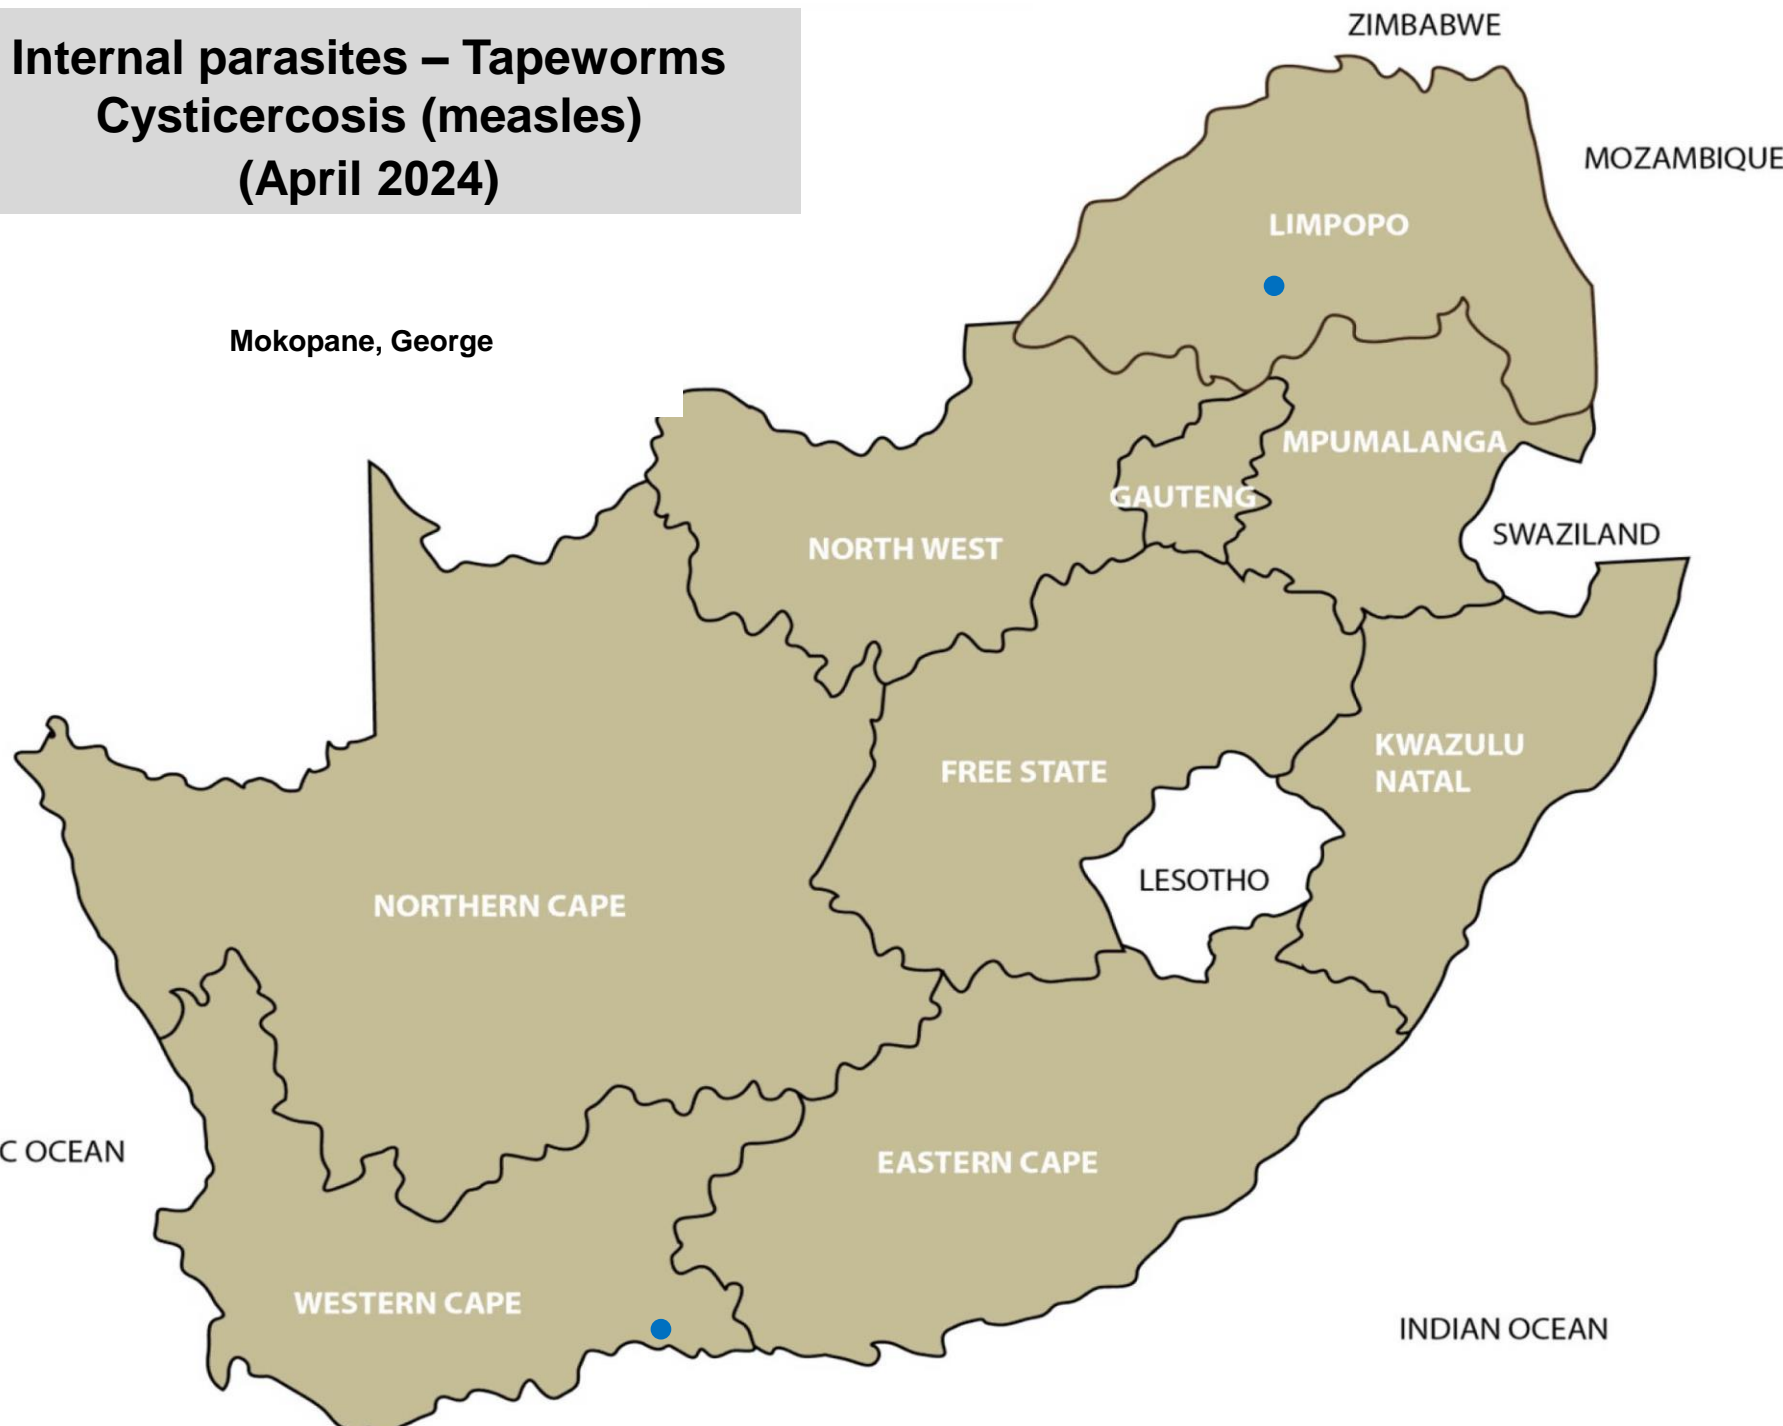 Internal parasites – Tapeworms
Cysticercosis (measles)
(April 2024)
ZIMBABWE
MOZAMBIQUE
LIMPOPO
Mokopane, George
MPUMALANGA
GAUTENG
SWAZILAND
NORTH WEST
KWAZULU
NATAL
FREE STATE
LESOTHO
NORTHERN CAPE
C OCEAN
EASTERN CAPE
WESTERN CAPE
INDIAN OCEAN